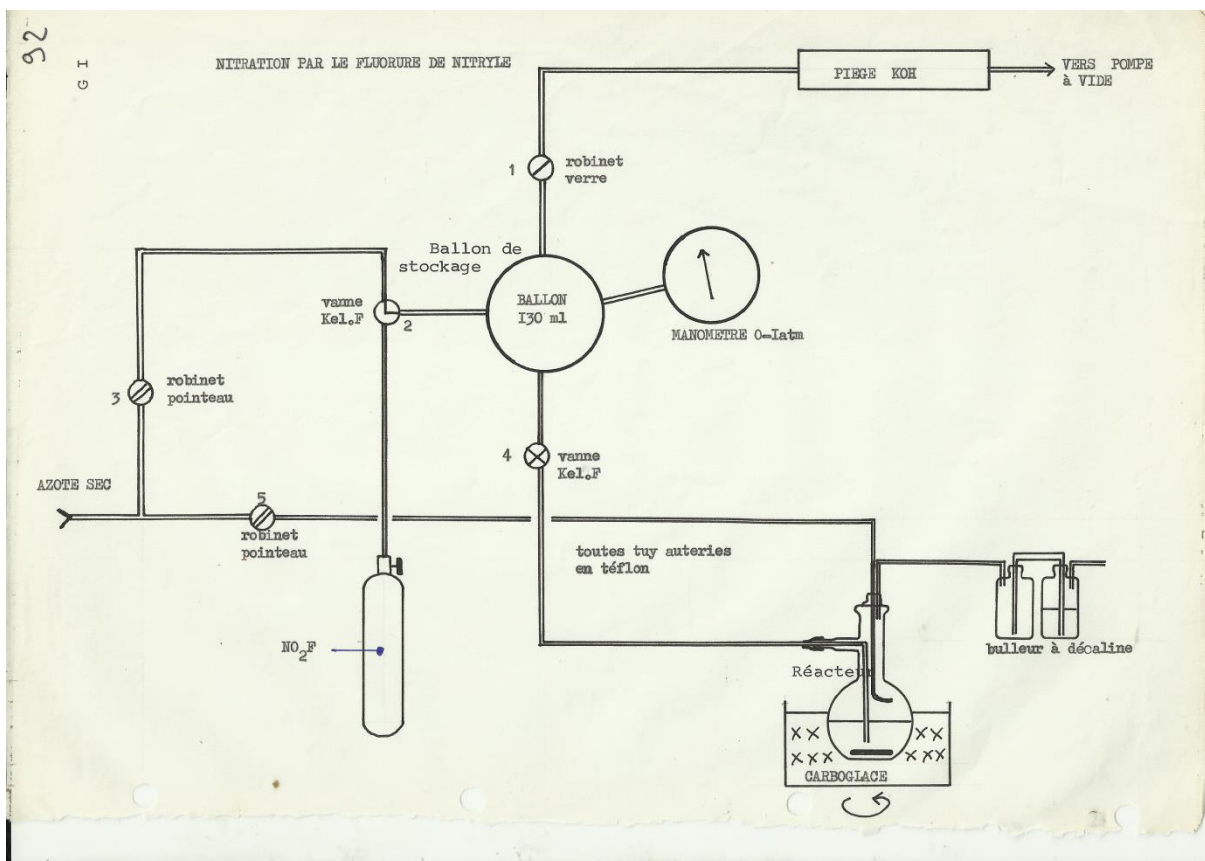 92
G I
NITRATION PAR LE FLUORURE DE NITRYLE
PIEGE KOH
VERS POMPE
à VIDE
1
robinet
verre
Ballon de
stockage
vanne
Kel.F
2
BALLON
I30 ml
MANOMETRE 0-Iatm
3
robinet
pointeau
4
vanne
Kel.F
AZOTE SEC
5
robinet
pointeau
toutes tuy auteries
en téflon
NO2F
bulleur à décaline
Réacteur
CARBOGLACE